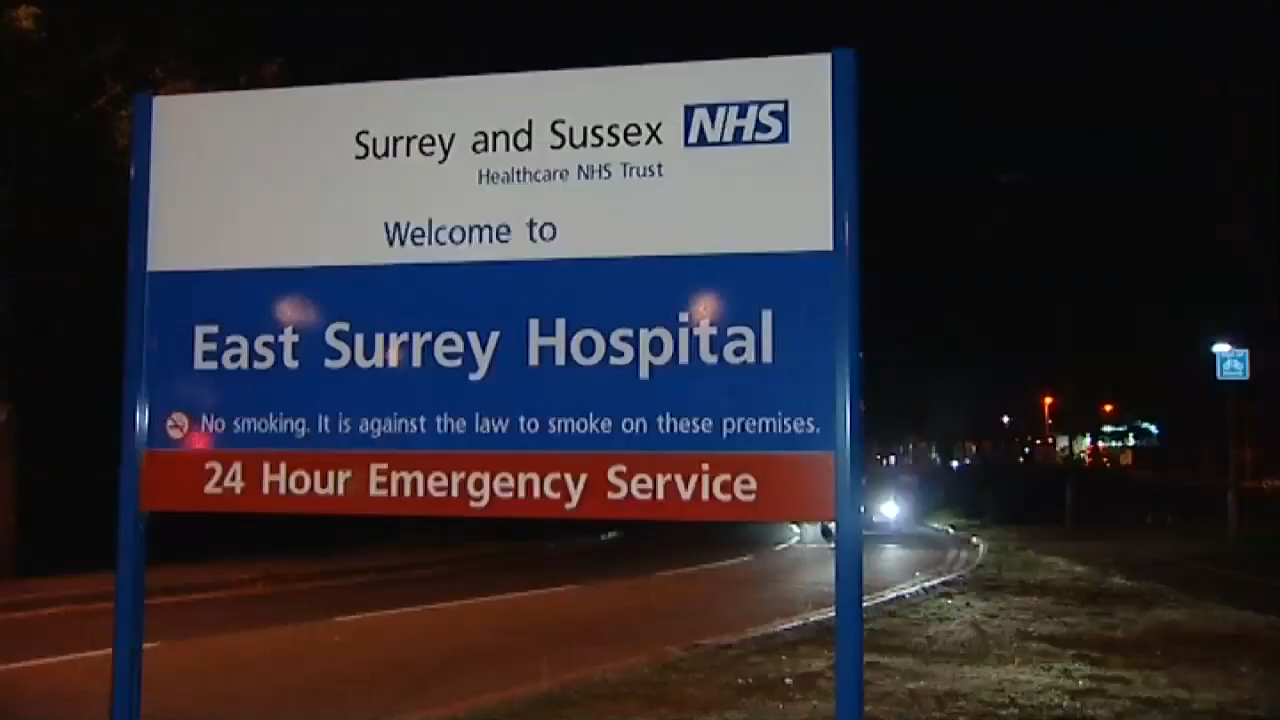 Surrey and Sussex NHS
Healthcare NHS Trust
Welcome to
East Surrey Hospital
No smoking. It is against the law to smoke on these premises.
24 Hour Emergency Service